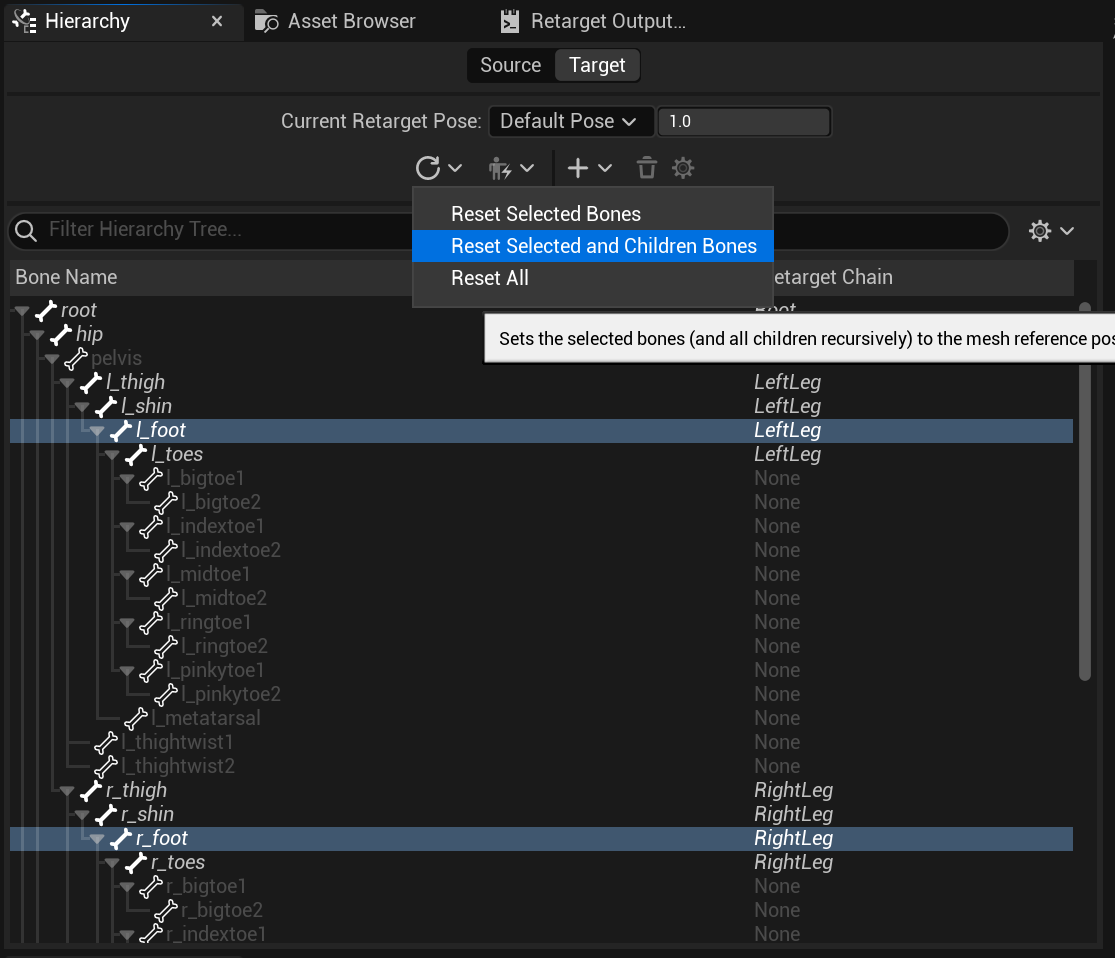 Hierarchy
Asset Browser
Retarget Output...
Source
Target
Current Retarget Pose:
Default Pose
1.0
Reset Selected Bones
Filter Hierarchy Tree...
Reset Selected and Children Bones
Reset All
Bone Name
etarget Chain
root Root
Sets the selected bones (and all children recursively) to the mesh reference pos
hip
pelvis
l_thigh LeftLeg
l_shin LeftLeg
l_foot LeftLeg
l_toes LeftLeg
l_bigtoe1 None
l_bigtoe2 None
l_indextoe1 None
l_indextoe2 None
l_midtoe1 None
l_midtoe2 None
l_ringtoe1 None
l_ringtoe2 None
l_pinkytoe1 None
l_pinkytoe2 None
l_metatarsal None
l_thightwist1 None
l_thightwist2 None
r_thigh RightLeg
r_shin RightLeg
r_foot RightLeg
r_toes RightLeg
r_bigtoe1 None
r_bigtoe2 None
r_indextoe1 None